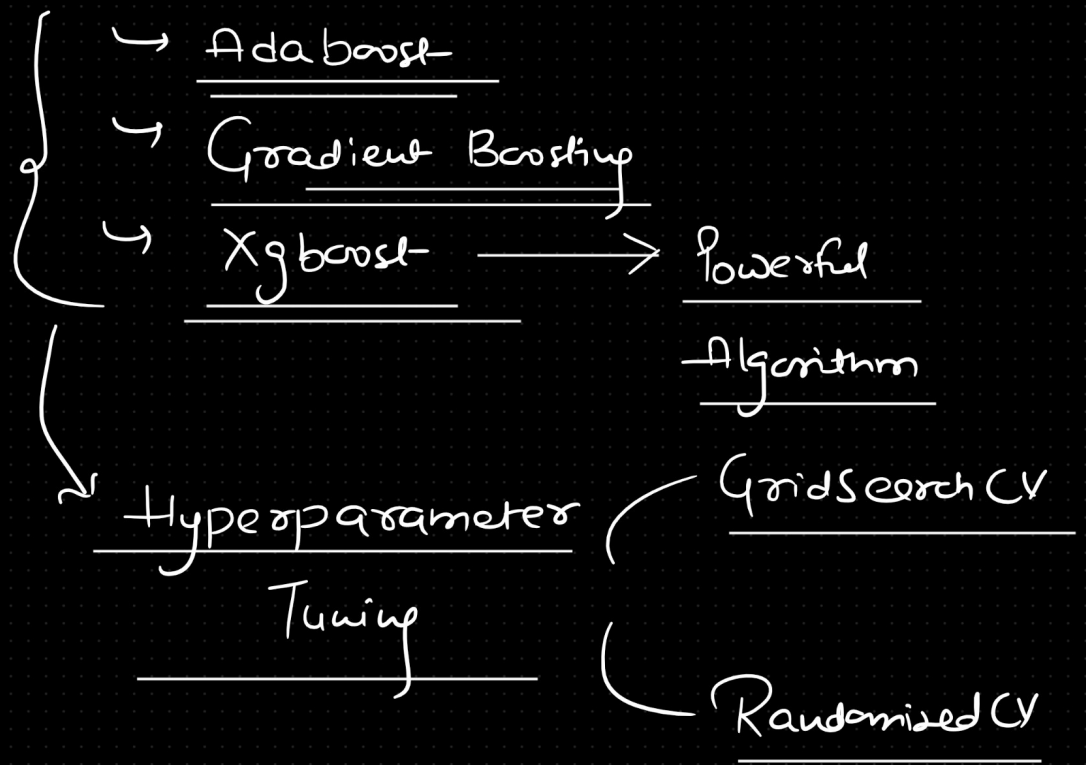 Adaboost
Gradient Boosting
Xgboost
Powerful
Algorithm
Hyperparameter
Tuning
GridSearchCV
RandomizedCV